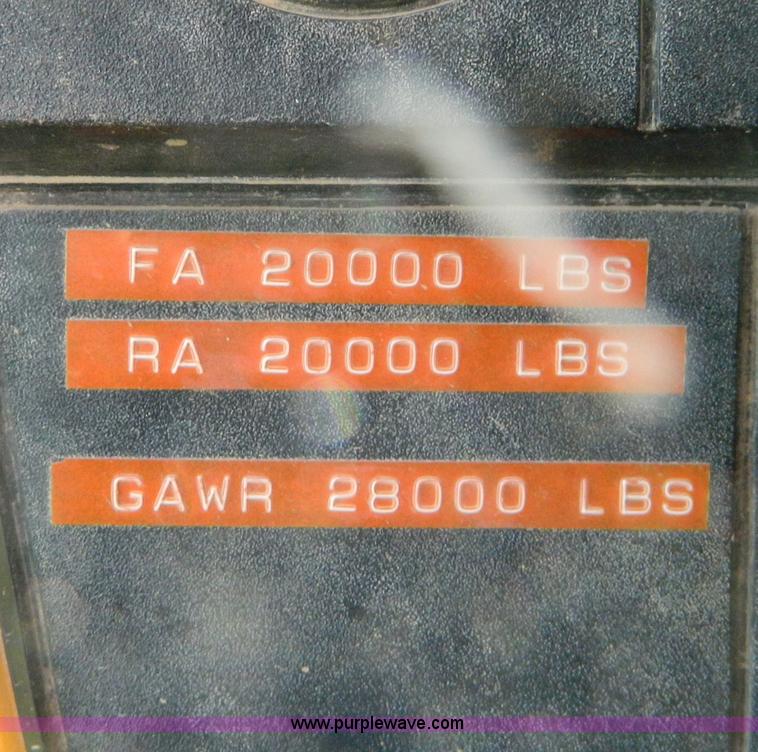 FA 20000 LBS
RA 20000 LBS
GAWR 28000 LBS
www.purplewave.com